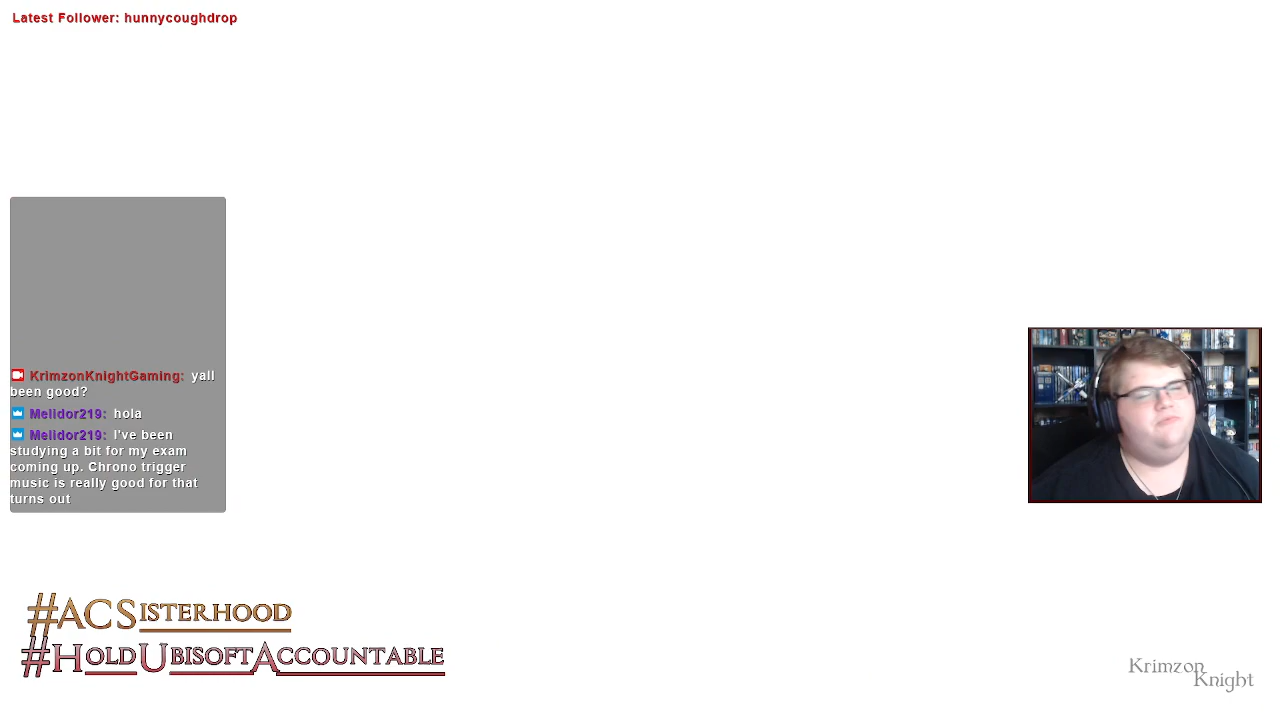 Latest Follower: hunnycoughdrop
KrimzonKnightGaming: yall
been good?
Melidor219: hola
Melidor219: I've been
studying a bit for my exam
coming up. Chrono trigger
music is really good for that
turns out
#ACSISTERHOOD
#HOLDUBISOFTACCOUNTABLE
Krimzon
Knight